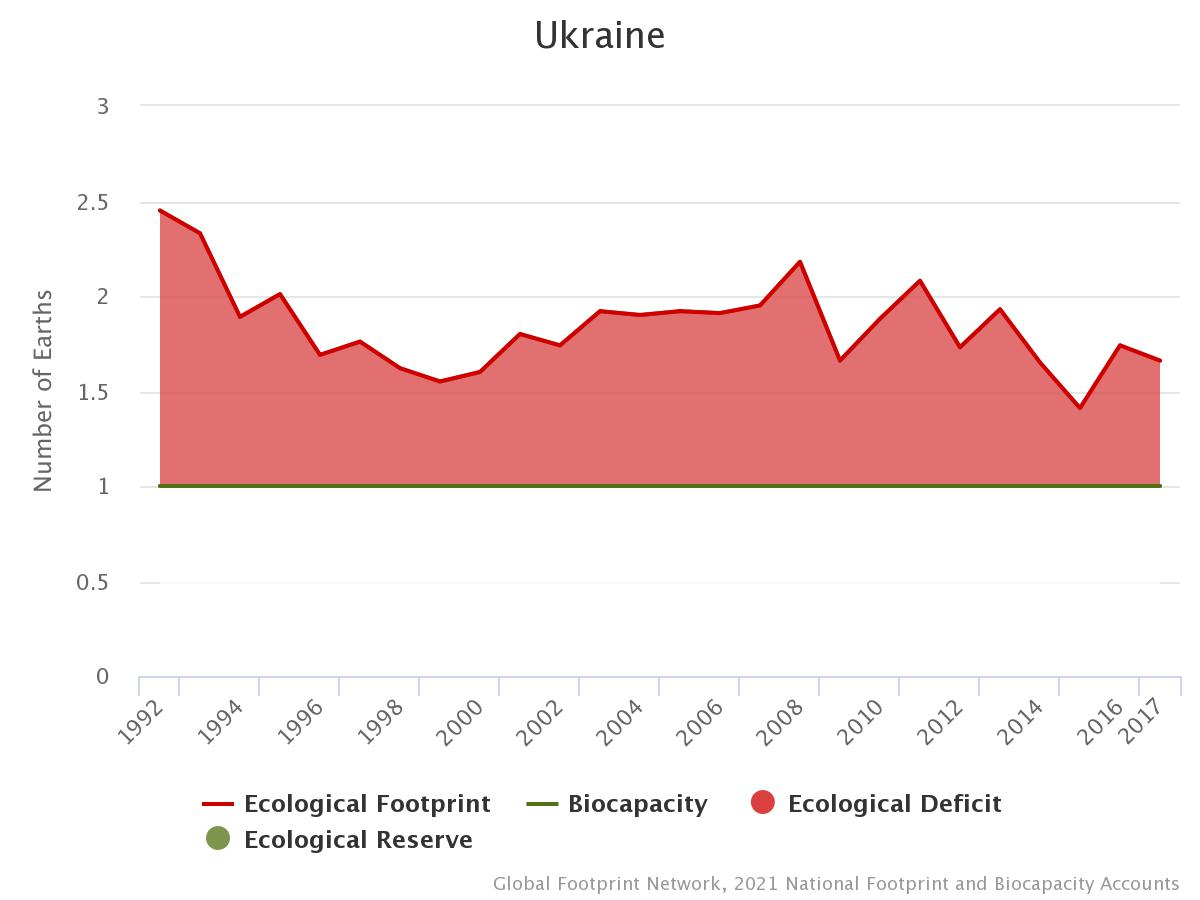 Ukraine
3
2.5
2
1.5
1
0.5
0
Number of Earths
1992 1994 1996 1998 2000 2002 2004 2006 2008 2010 2012 2014 2016 2017
Ecological Footprint Biocapacity Ecological Deficit
Ecological Reserve
Global Footprint Network, 2021 National Footprint and Biocapacity Accounts